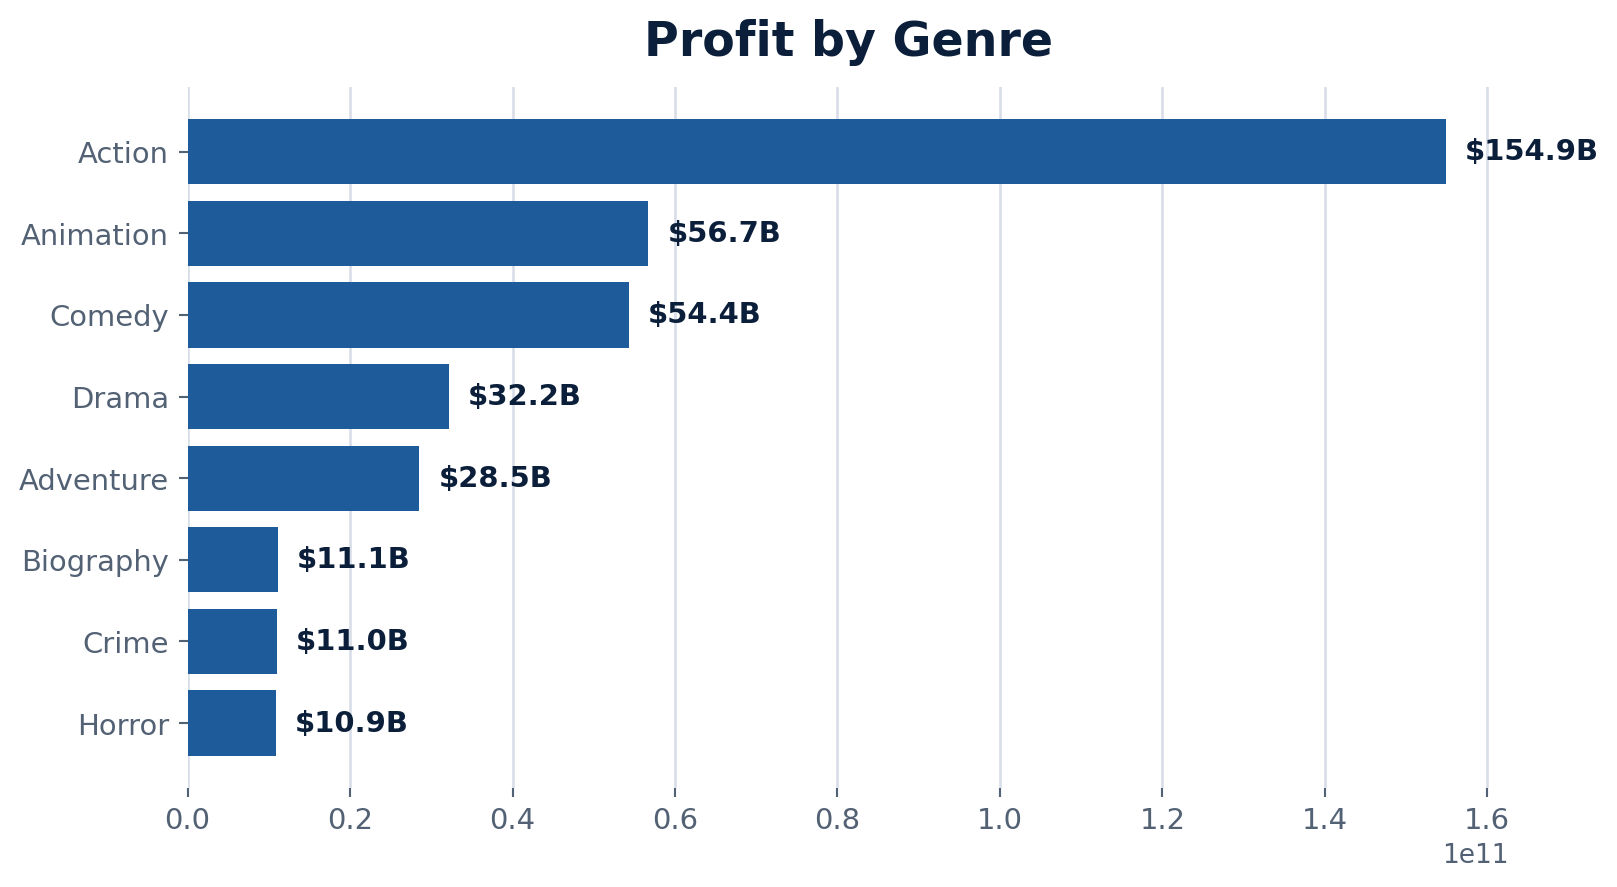 Profit by Genre
Action $154.9B
Animation $56.7B
Comedy $54.4B
Drama $32.2B
Adventure $28.5B
Biography $11.1B
Crime $11.0B
Horror $10.9B
0.0 0.2 0.4 0.6 0.8 1.0 1.2 1.4 1.6
1e11